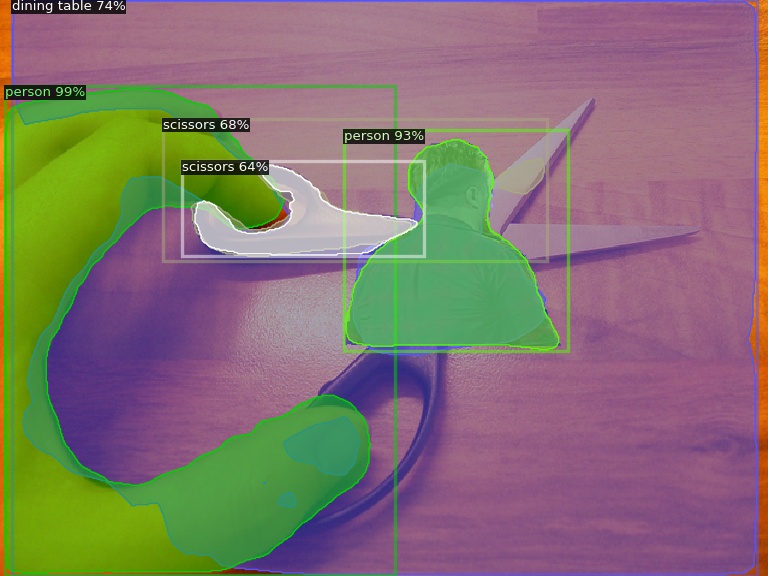 dining table 74%
person 99%
scissors 68%
person 93%
scissors 64%